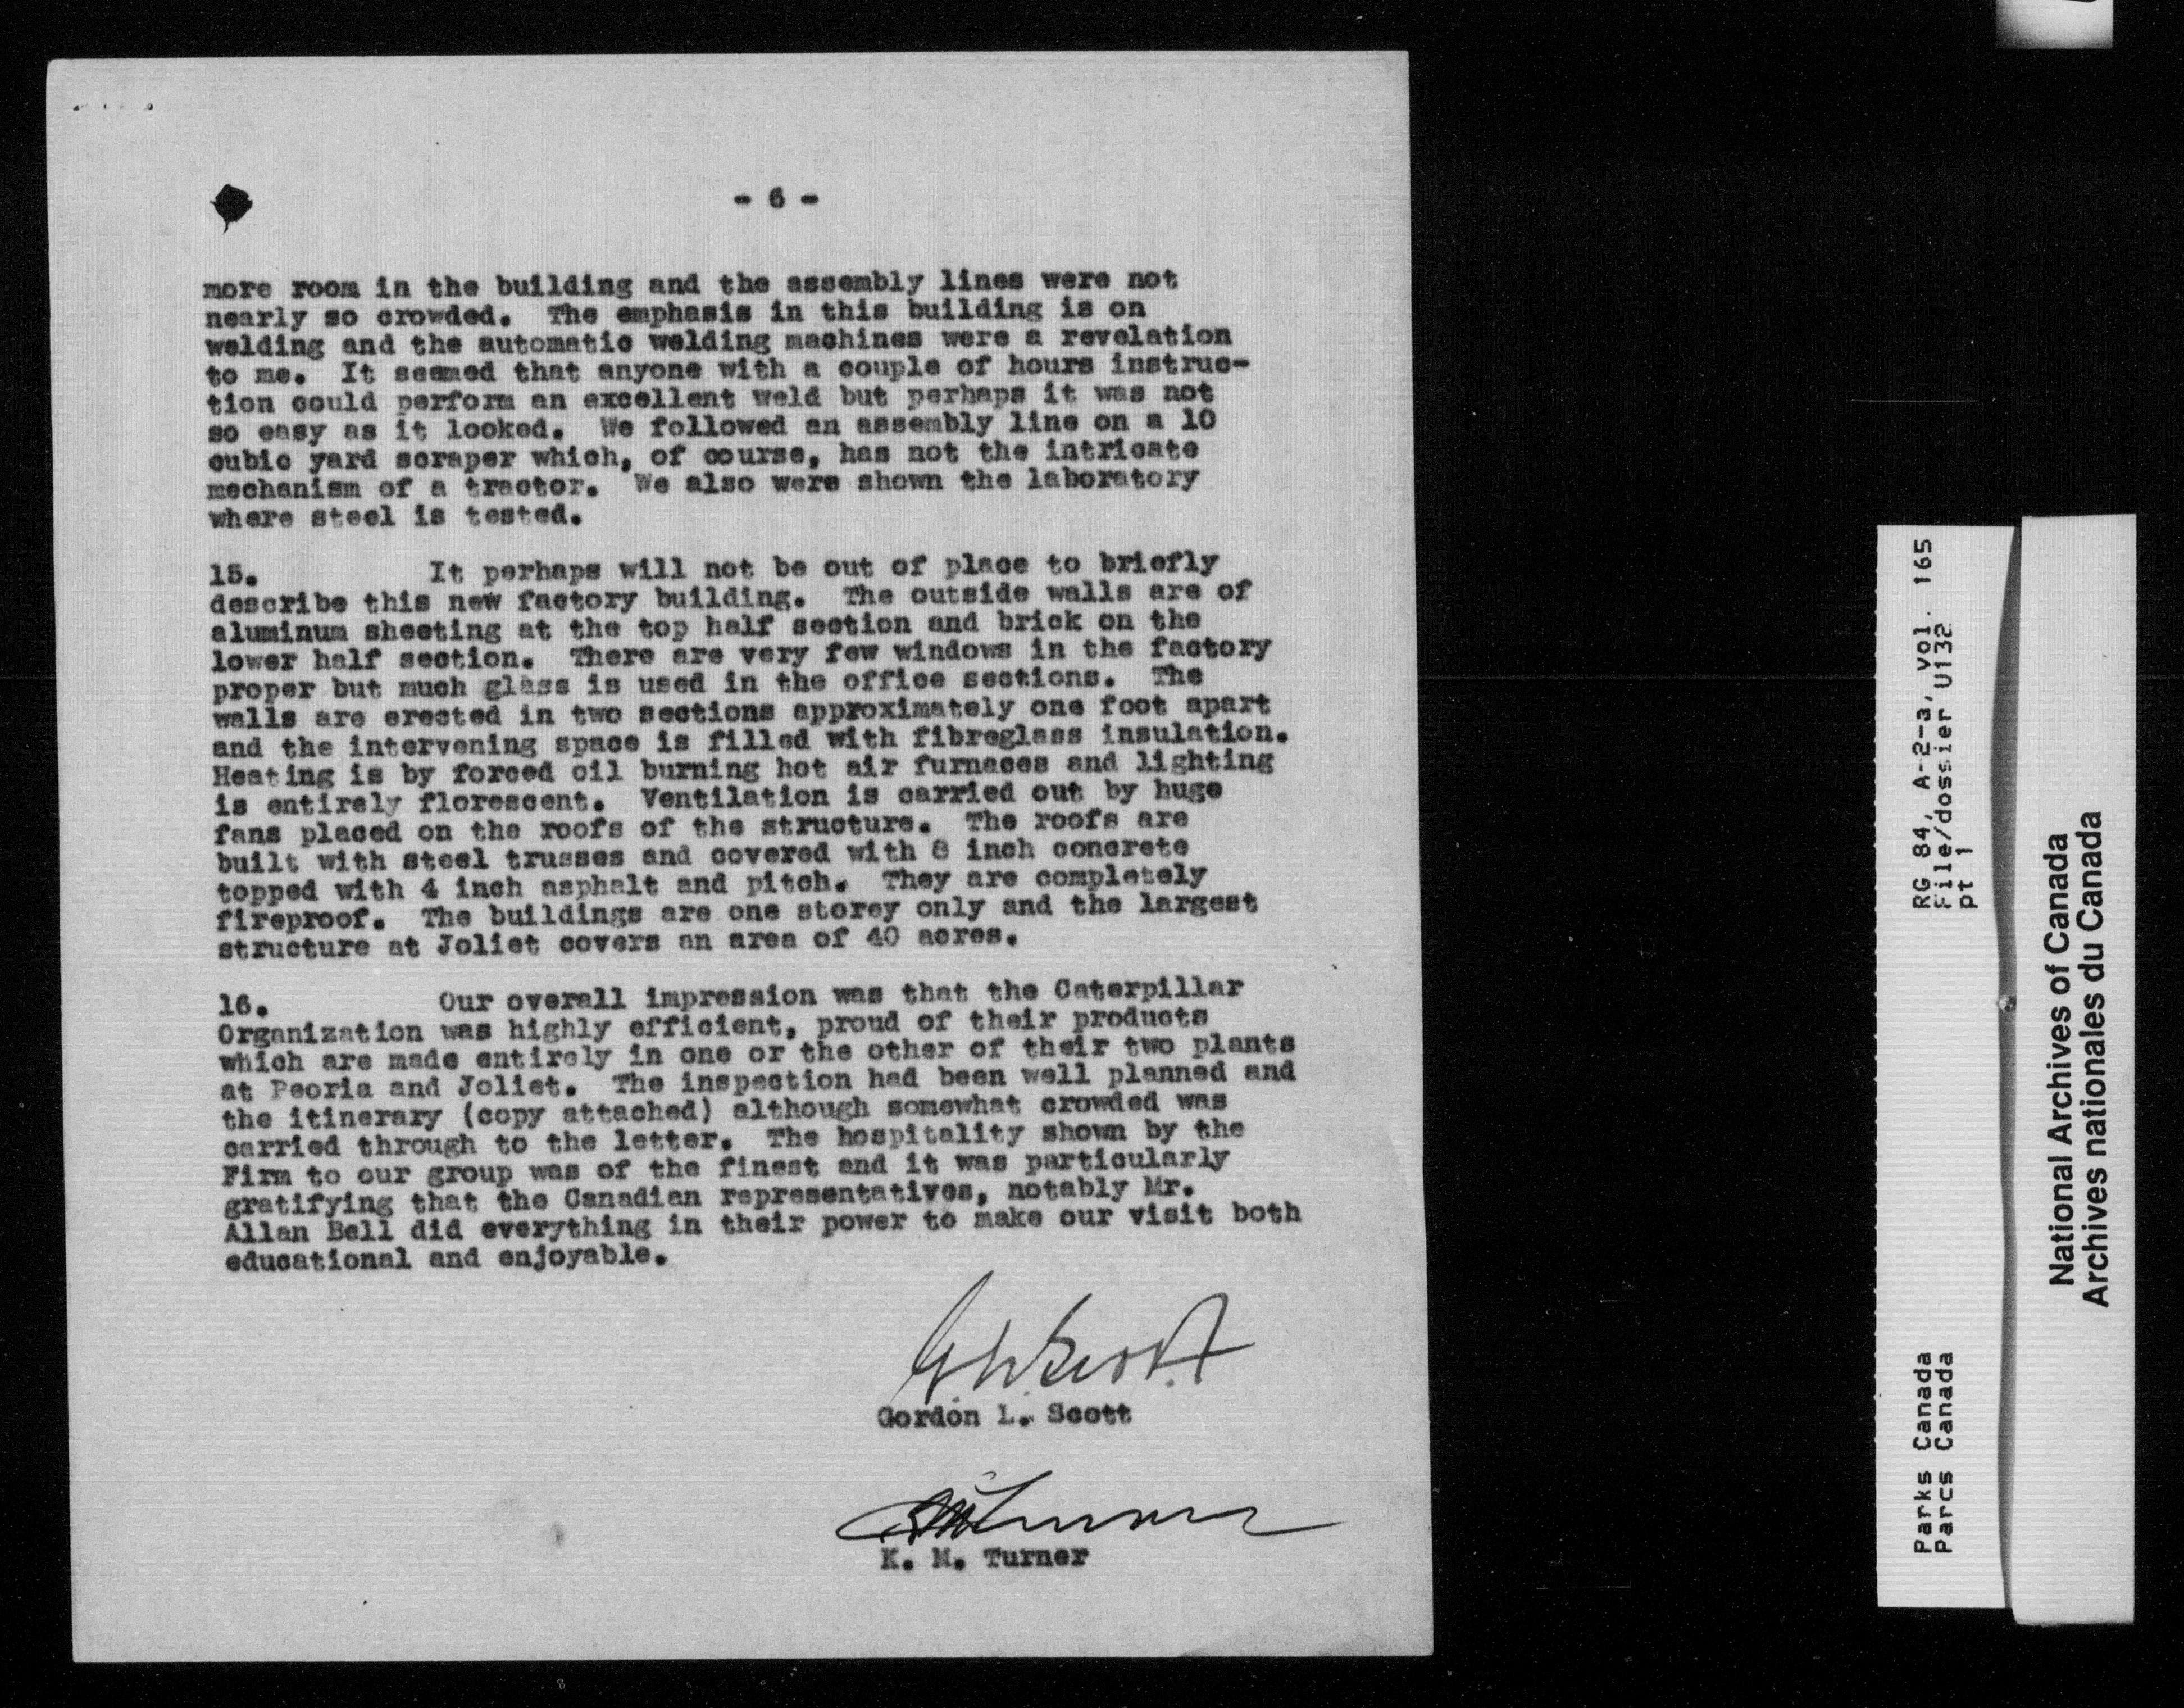 - 6 -
more room in the building and the assembly lines were not
nearly so crowded. The emphasis in this building is on
welding and the automatic welding machines were a revelation
to me. It seemed that anyone with a couple of hours instruc-
tion could perform an excellent weld but perhaps it was not
so easy as it looked. We followed an assembly line on a 10
cubic yard scraper which, of course, has not the intricate
mechanism of a tractor. We also were shown the laboratory
where steel is tested.
15. It perhaps will not be out of place to briefly
describe this new factory building. The outside walls are of
aluminum sheeting at the top half section and brick on the
lower half section. There are very few windows in the factory
proper but much glass is used in the office sections. The
walls are erected in two sections approximately one foot apart
and the intervening space is filled with fibreglass insulation.
Heating is by forced oil burning hot air furnaces and lighting
is entirely florescent. Ventilation is carried out by huge
fans placed on the roofs of the structure. The roofs are
built with steel trusses and covered with 8 inch concrete
topped with 4 inch asphalt and pitch. They are completely
fireproof. The buildings are one storey only and the largest
structure at Joliet covers an area of 40 acres.
16. Our overall impression was that the Caterpillar
Organization was highly efficient, proud of their products
which are made entirely in one or the other of their two plants
at Peoria and Joliet. The inspection had been well planned and
the itinerary (copy attached) although somewhat crowded was
carried through to the letter. The hospitality shown by the
Firm to our group was of the finest and it was particularly
gratifying that the Canadian representatives, notably Mr.
Allan Bell did everything in their power to make our visit both
educational and enjoyable.
G. L. Scott
Gordon L. Scott
K. M. Turner
Parks Canada
Parcs Canada
RG 84, A-2-a, vol. 165
File/dossier U132
pt 1
National Archives of Canada
Archives nationales du Canada